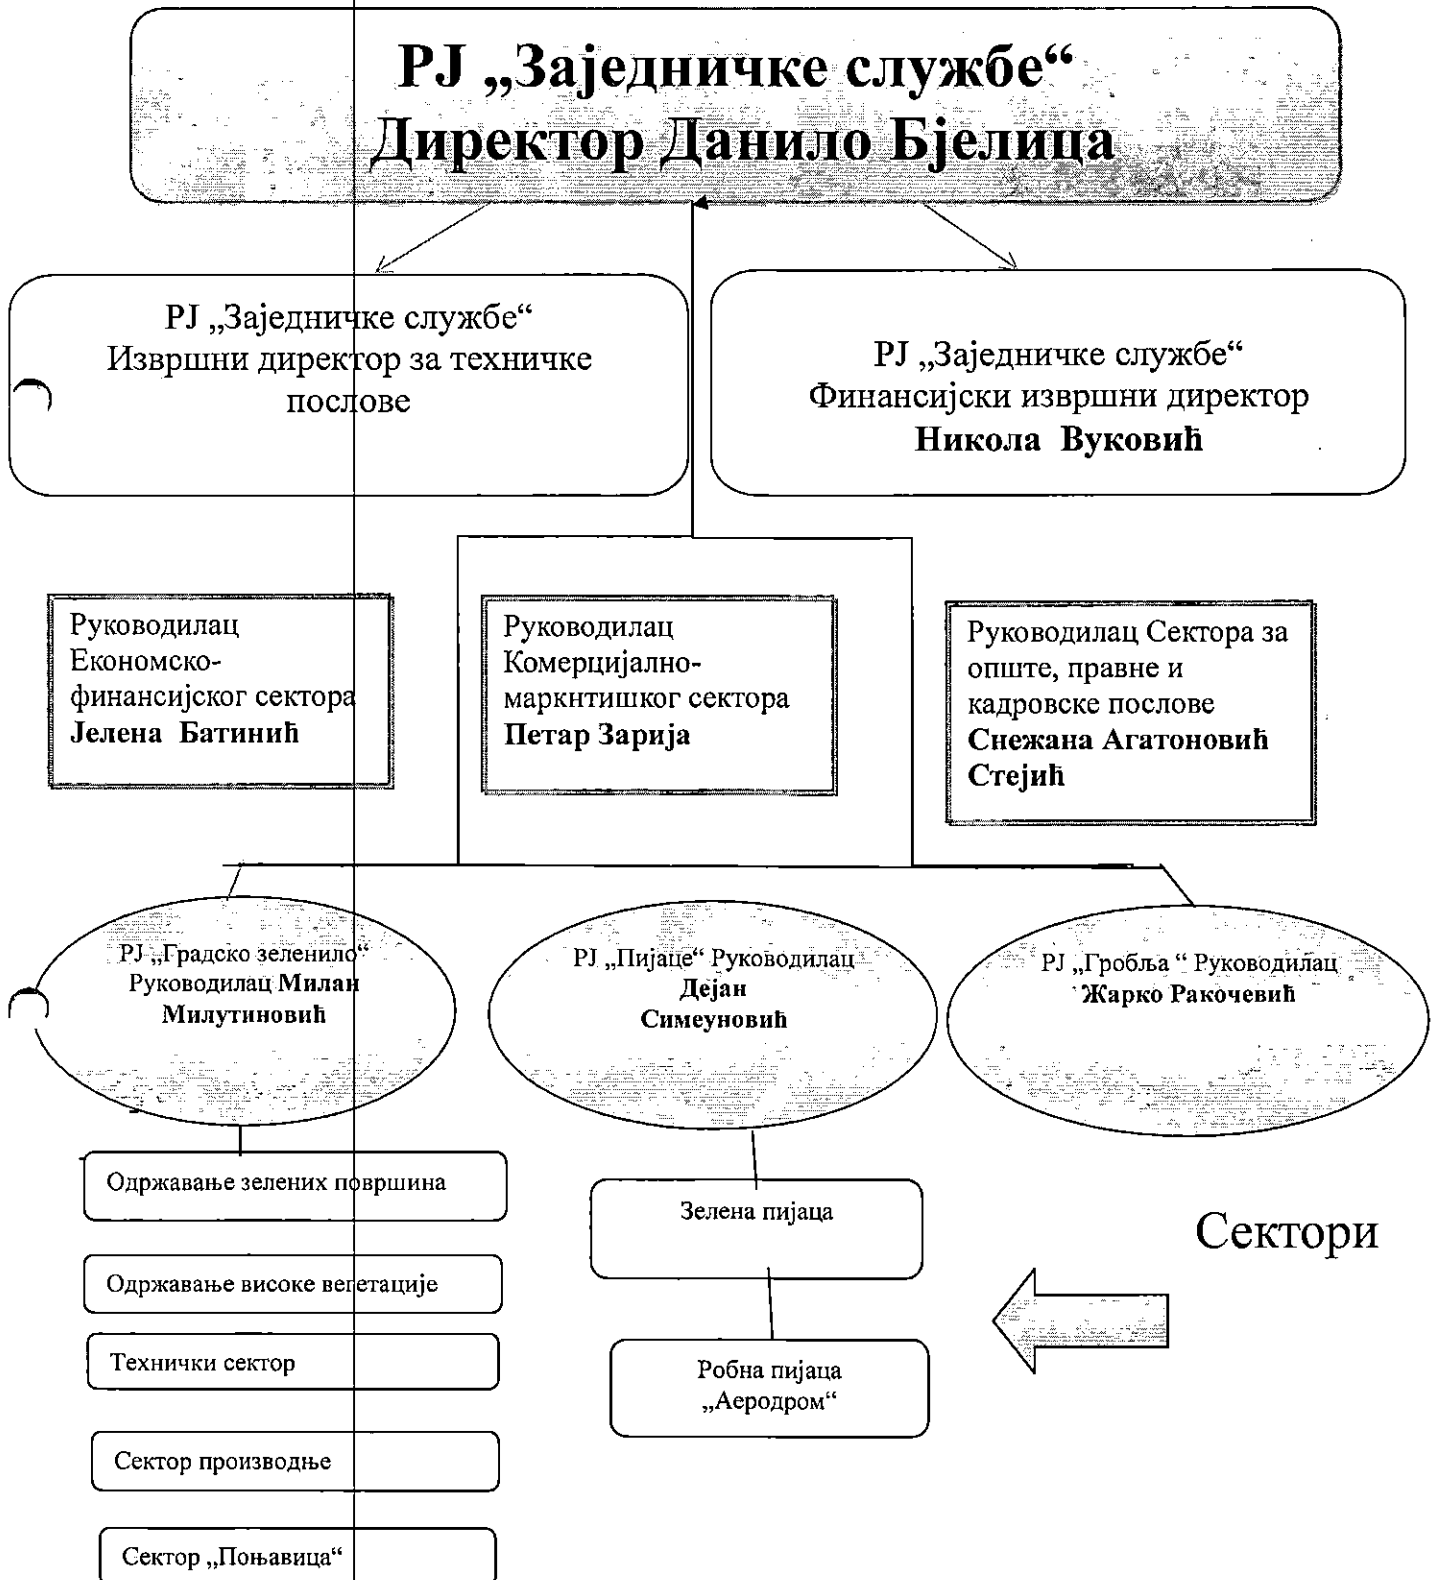 РЈ „Заједничке службе“
Директор Данило Бјелица
РЈ „Заједничке службе“
Извршни директор за техничке
послове
РЈ „Заједничке службе“
Финансијски извршни директор
Никола Вуковић
Руководилац
Економско-
финансијског сектора
Јелена Батинић
Руководилац
Комерцијално-
маркнтишког сектора
Петар Зарија
Руководилац Сектора за
опште, правне и
кадровске послове
Снежана Агатоновић
Стејић
РЈ „Градско зеленило“
Руководилац Милан
Милутиновић
РЈ „Пијаце“ Руководилац
Дејан
Симеуновић
РЈ „Гробља “ Руководилац
Жарко Ракочевић
Одржавање зелених површина
Одржавање високе вегетације
Технички сектор
Сектор производње
Сектор „Поњавица“
Зелена пијаца
Робна пијаца
„Аеродром“
Сектори